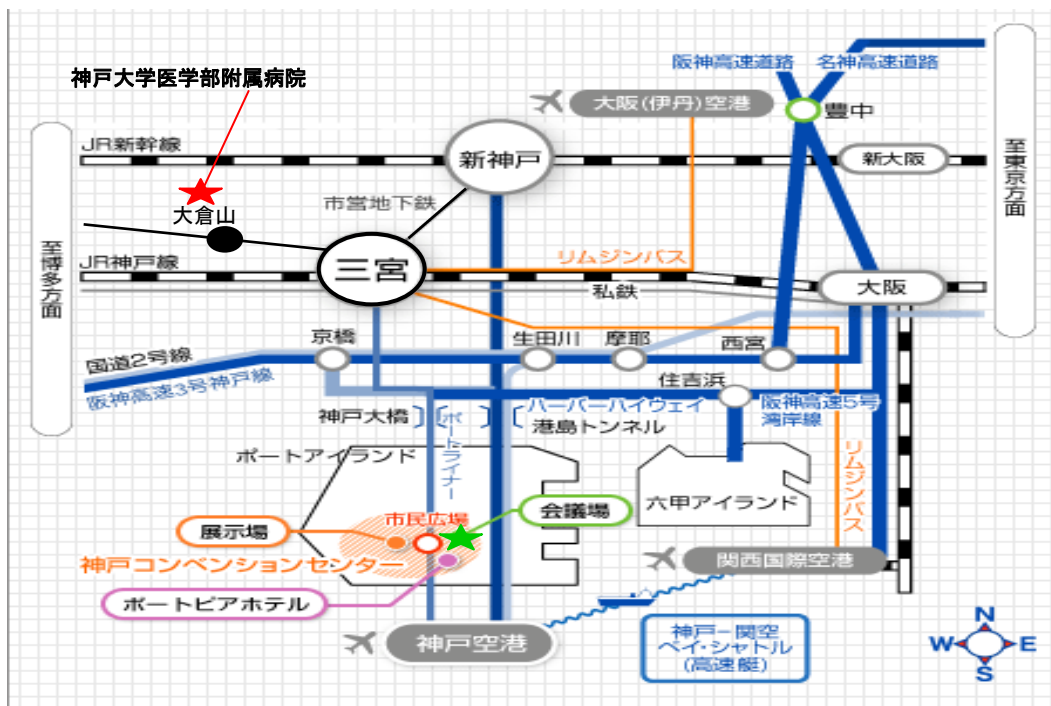 阪神高速道路
名神高速道路
神戸大学医学部附属病院
大阪(伊丹)空港
豊中
JR新幹線
新神戸
新大阪
至東京方面
市営地下鉄
大倉山
至博多方面
JR神戸線
三宮
リムジンバス
私鉄
大阪
京橋
生田川
摩耶
西宮
国道2号線
阪神高速3号神戸線
住吉浜
神戸大橋
ポートライナー
ハーバーハイウェイ
港島トンネル
阪神高速5号
湾岸線
ポートアイランド
リムジンバス
六甲アイランド
市民広場
会議場
展示場
神戸コンベンションセンター
関西国際空港
ポートピアホテル
神戸空港
神戸ー関空
ベイ・シャトル
(高速艇)
N
W
E
S